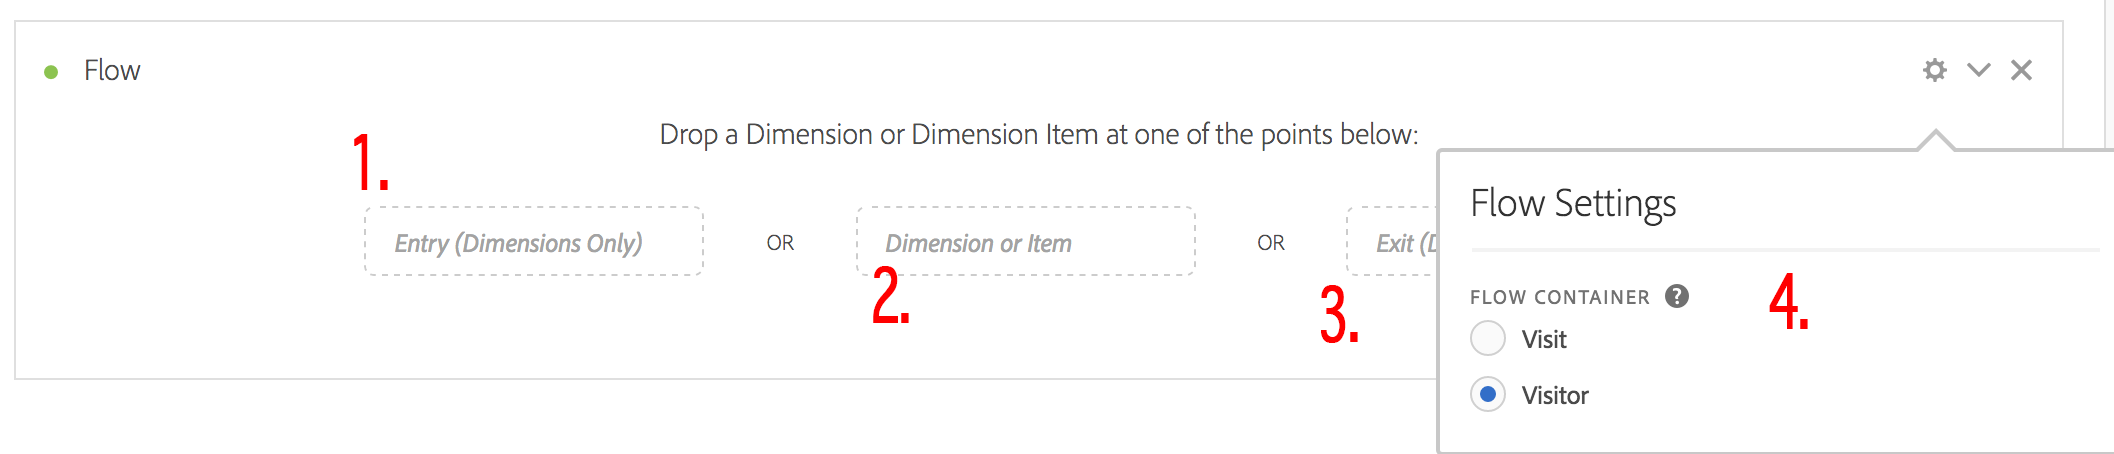 Flow
Drop a Dimension or Dimension Item at one of the points below:
1.
Entry (Dimensions Only)
OR
Dimension or Item
OR
Exit (
2.
3.
Flow Settings
FLOW CONTAINER ?
4.
Visit
Visitor